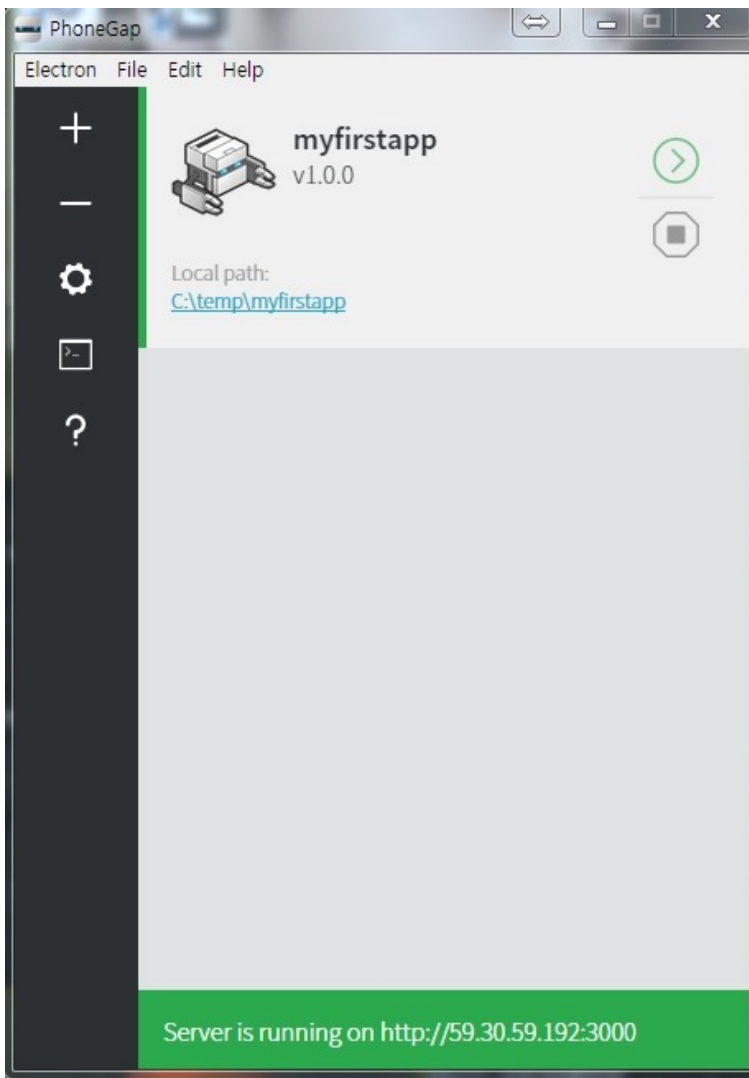 PhoneGap
Electron File Edit Help
myfirstapp
v1.0.0
Local path:
C:\temp\myfirstapp
Server is running on http://59.30.59.192:3000